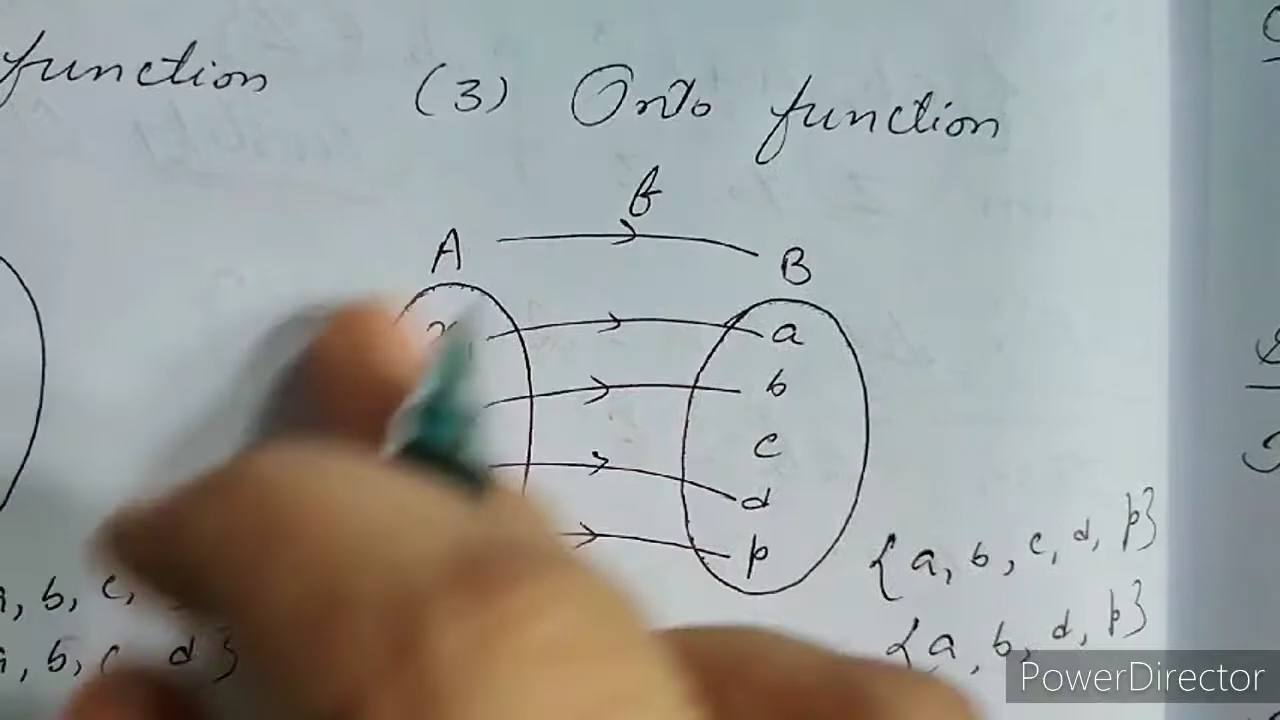 function
(3) Onto function
f
A
B
a
b
c
d
p
{a, b, c, d, p}
{a, b, d, p}
b, c,
b, c d}
PowerDirector